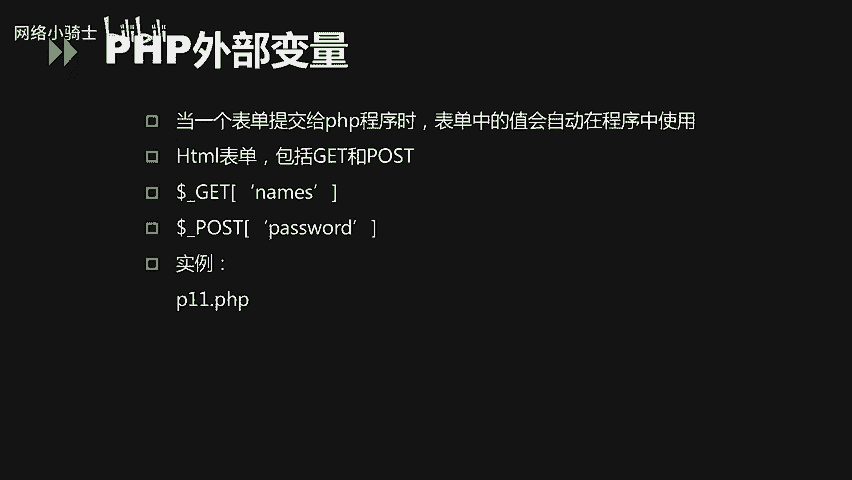 网络小骑士 bilibili
PHP外部变量
当一个表单提交给php程序时，表单中的值会自动在程序中使用
Html表单，包括GET和POST
$_GET[‘names’]
$_POST[‘password’]
实例：
p11.php